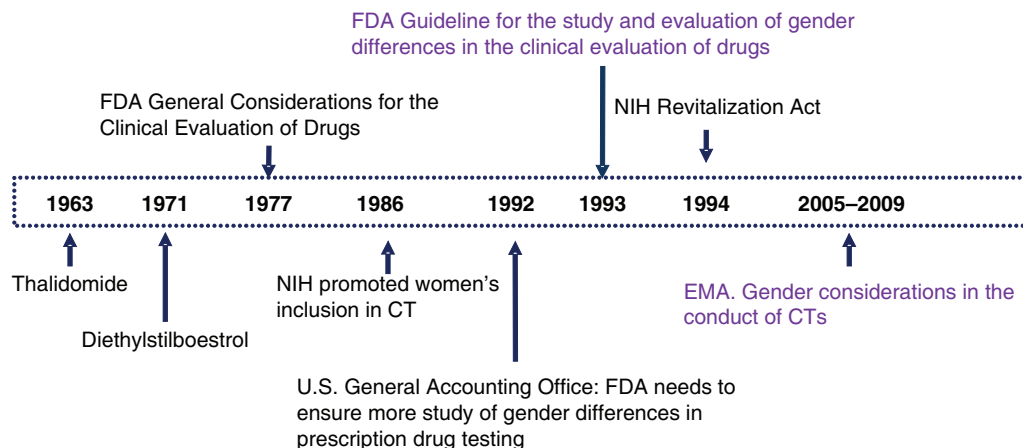 FDA Guideline for the study and evaluation of gender
differences in the clinical evaluation of drugs
FDA General Considerations for the
Clinical Evaluation of Drugs
NIH Revitalization Act
1963 1971 1977 1986 1992 1993 1994 2005–2009
Thalidomide
Diethylstilboestrol
NIH promoted women's
inclusion in CT
U.S. General Accounting Office: FDA needs to
ensure more study of gender differences in
prescription drug testing
EMA. Gender considerations in the
conduct of CTs